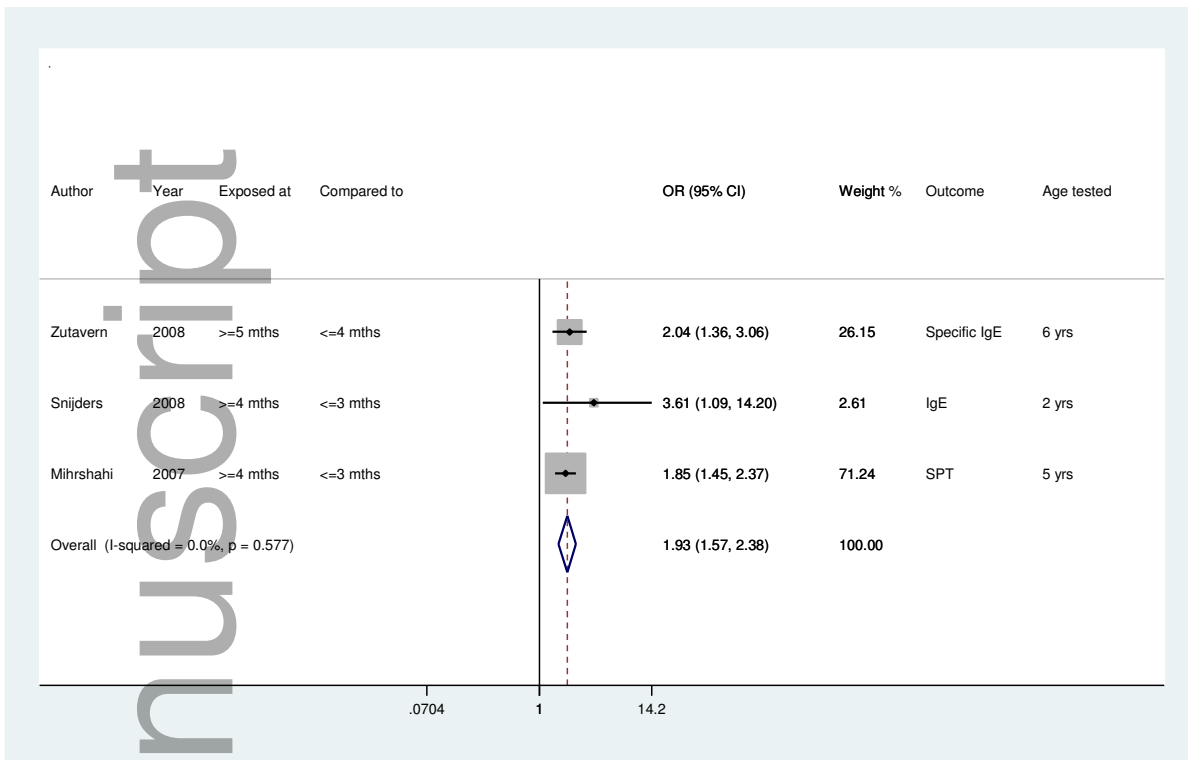 .
Author Year Exposed at Compared to OR (95% CI) Weight % Outcome Age tested
Zutavern 2008 >=5 mths <=4 mths 2.04 (1.36, 3.06) 26.15 Specific IgE 6 yrs
Snijders 2008 >=4 mths <=3 mths 3.61 (1.09, 14.20) 2.61 IgE 2 yrs
Mihrshahi 2007 >=4 mths <=3 mths 1.85 (1.45, 2.37) 71.24 SPT 5 yrs
Overall (I-squared = 0.0%, p = 0.577) 1.93 (1.57, 2.38) 100.00
.0704 1 14.2
nuscript